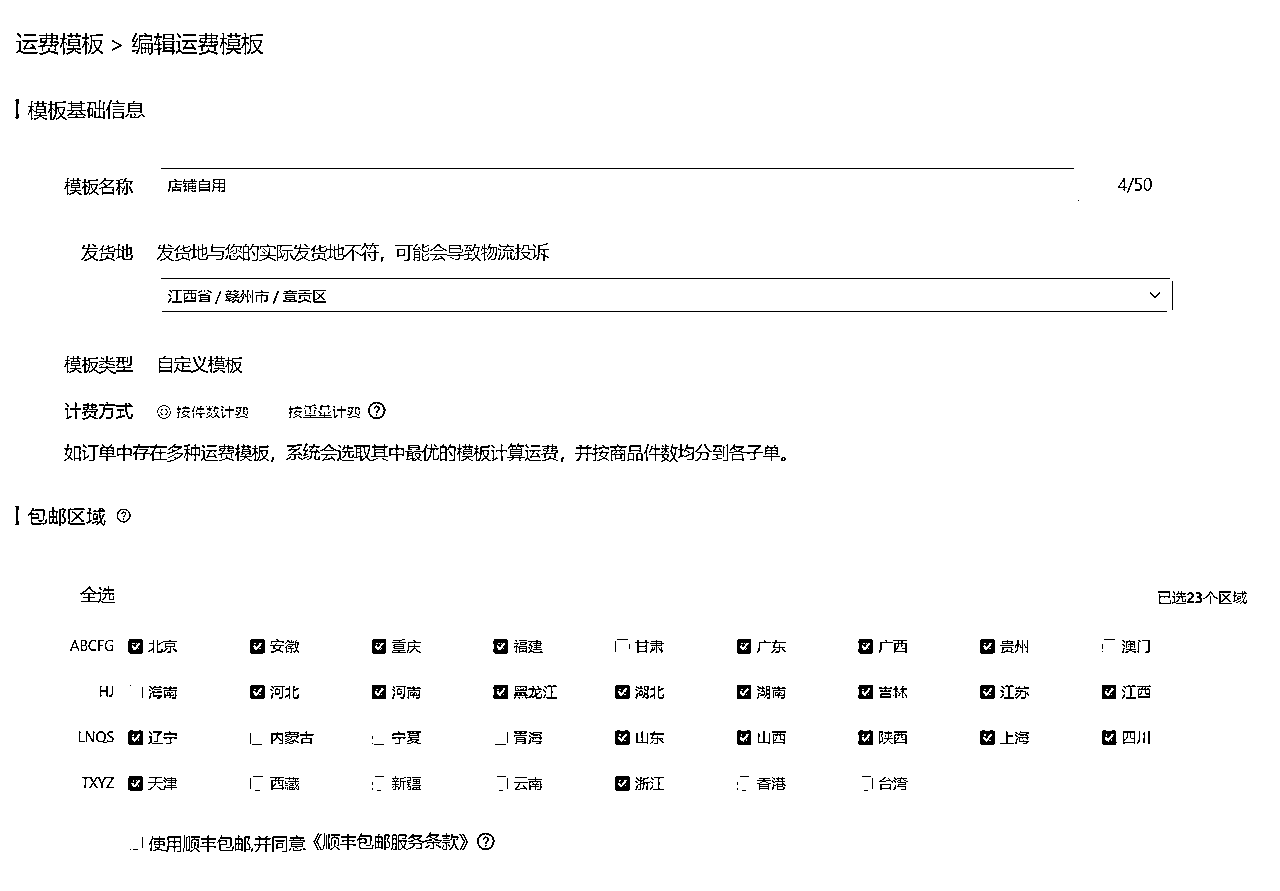 运费模板 > 编辑运费模板
模板基础信息
模板名称 店铺自用 4/50
发货地 发货地与您的实际发货地不符，可能会导致物流投诉
江西省 / 赣州市 / 章贡区
模板类型 自定义模板
计费方式 按件数计费 按重量计费 ?
如订单中存在多种运费模板，系统会选取其中最优的模板计算运费，并按商品件数均分到各子单。
包邮区域 ?
全选 已选23个区域
ABCFG 北京 安徽 重庆 福建 甘肃 广东 广西 贵州 澳门
HJ 海南 河北 河南 黑龙江 湖北 湖南 吉林 江苏 江西
LNQS 辽宁 内蒙古 宁夏 青海 山东 山西 陕西 上海 四川
TXYZ 天津 西藏 新疆 云南 浙江 香港 台湾
使用顺丰包邮,并同意《顺丰包邮服务条款》 ?